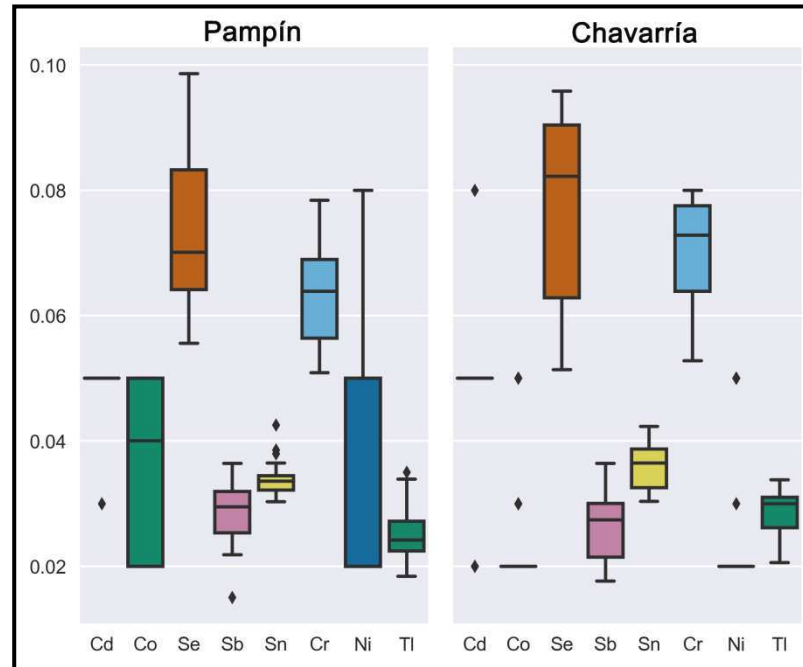 Pampín Chavarría
0.10
0.08
0.06
0.04
0.02
Cd Co Se Sb Sn Cr Ni Tl Cd Co Se Sb Sn Cr Ni Tl